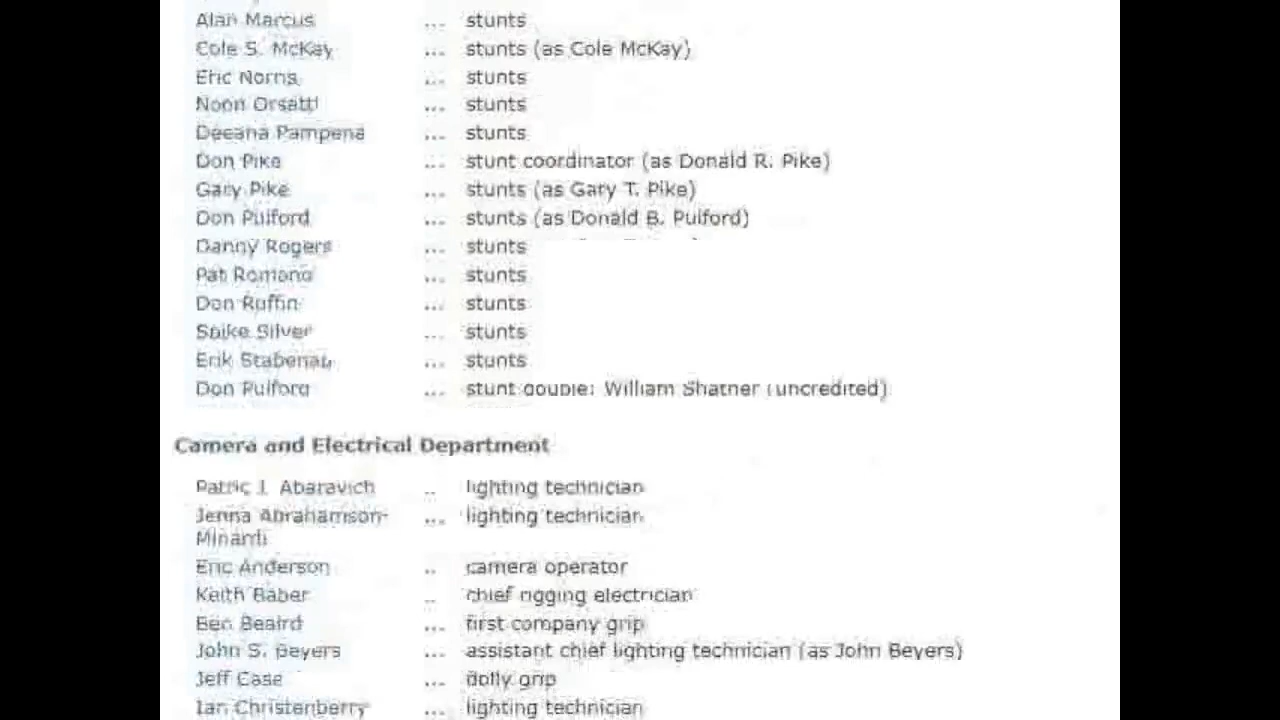 Alan Marcus ... stunts
Cole S. McKay ... stunts (as Cole McKay)
Eric Norris ... stunts
Noon Orsatti ... stunts
Deeana Pampena ... stunts
Don Pike ... stunt coordinator (as Donald R. Pike)
Gary Pike ... stunts (as Gary T. Pike)
Don Pulford ... stunts (as Donald B. Pulford)
Danny Rogers ... stunts
Pat Romano ... stunts
Don Ruffin ... stunts
Spike Silver ... stunts
Erik Stabenau ... stunts
Don Pulford ... stunt double: William Shatner (uncredited)
Camera and Electrical Department
Patric J. Abaravich .. lighting technician
Jenna Abrahamson- ... lighting technician
Minardi
Eric Anderson .. camera operator
Keith Baber .. chief rigging electrician
Ben Beaird ... first company grip
John S. Beyers ... assistant chief lighting technician (as John Beyers)
Jeff Case ... dolly grip
Ian Christenberry ... lighting technician